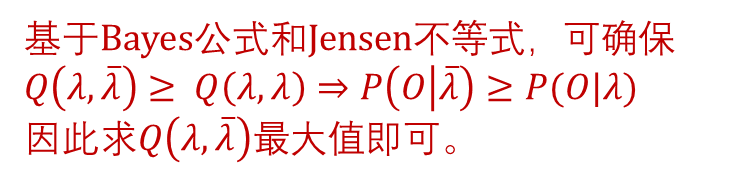 基于Bayes公式和Jensen不等式，可确保
𝑄(𝜆, 𝜆̄) ≥ 𝑄(𝜆, 𝜆) ⇒ 𝑃(𝑂|𝜆̄) ≥ 𝑃(𝑂|𝜆)
因此求𝑄(𝜆, 𝜆̄)最大值即可。